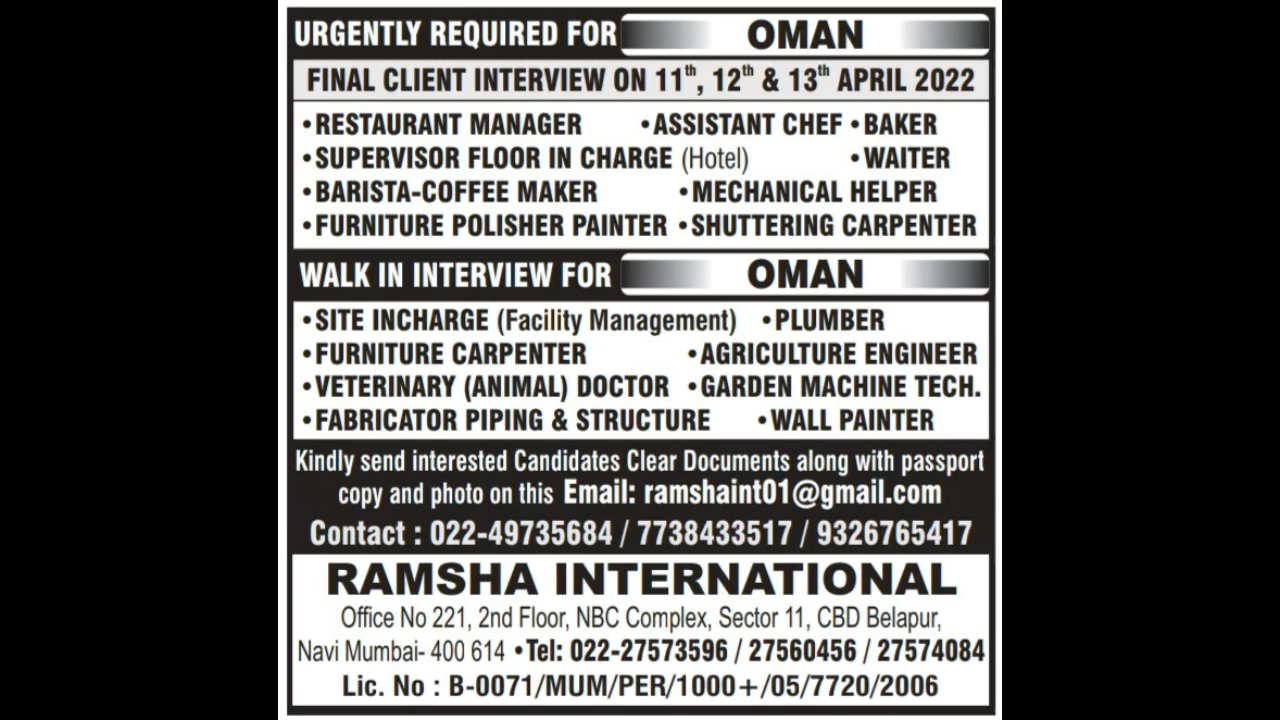 URGENTLY REQUIRED FOR OMAN
FINAL CLIENT INTERVIEW ON 11th, 12th & 13th APRIL 2022
•RESTAURANT MANAGER •ASSISTANT CHEF •BAKER
•SUPERVISOR FLOOR IN CHARGE (Hotel) •WAITER
•BARISTA-COFFEE MAKER •MECHANICAL HELPER
•FURNITURE POLISHER PAINTER •SHUTTERING CARPENTER
WALK IN INTERVIEW FOR OMAN
•SITE INCHARGE (Facility Management) •PLUMBER
•FURNITURE CARPENTER •AGRICULTURE ENGINEER
•VETERINARY (ANIMAL) DOCTOR •GARDEN MACHINE TECH.
•FABRICATOR PIPING & STRUCTURE •WALL PAINTER
Kindly send interested Candidates Clear Documents along with passport
copy and photo on this Email: ramshaint01@gmail.com
Contact : 022-49735684 / 7738433517 / 9326765417
RAMSHA INTERNATIONAL
Office No 221, 2nd Floor, NBC Complex, Sector 11, CBD Belapur,
Navi Mumbai- 400 614 •Tel: 022-27573596 / 27560456 / 27574084
Lic. No : B-0071/MUM/PER/1000+/05/7720/2006